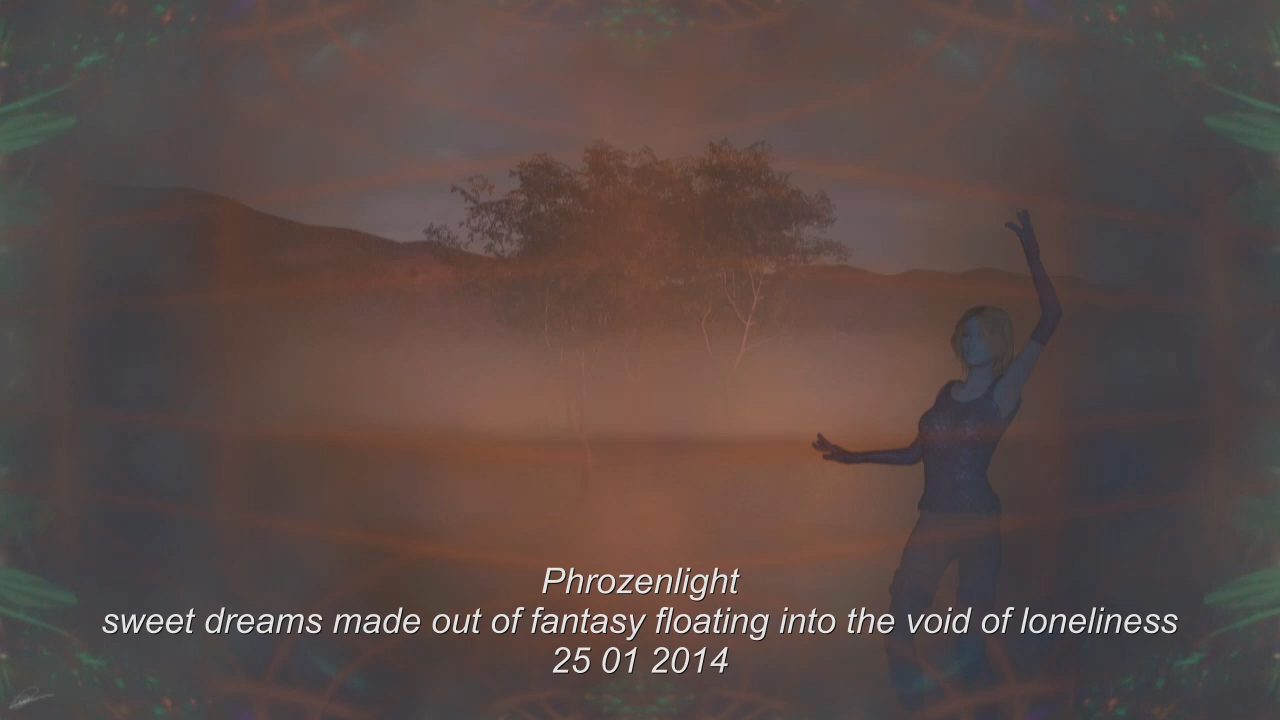 Phrozenlight
sweet dreams made out of fantasy floating into the void of loneliness
25 01 2014